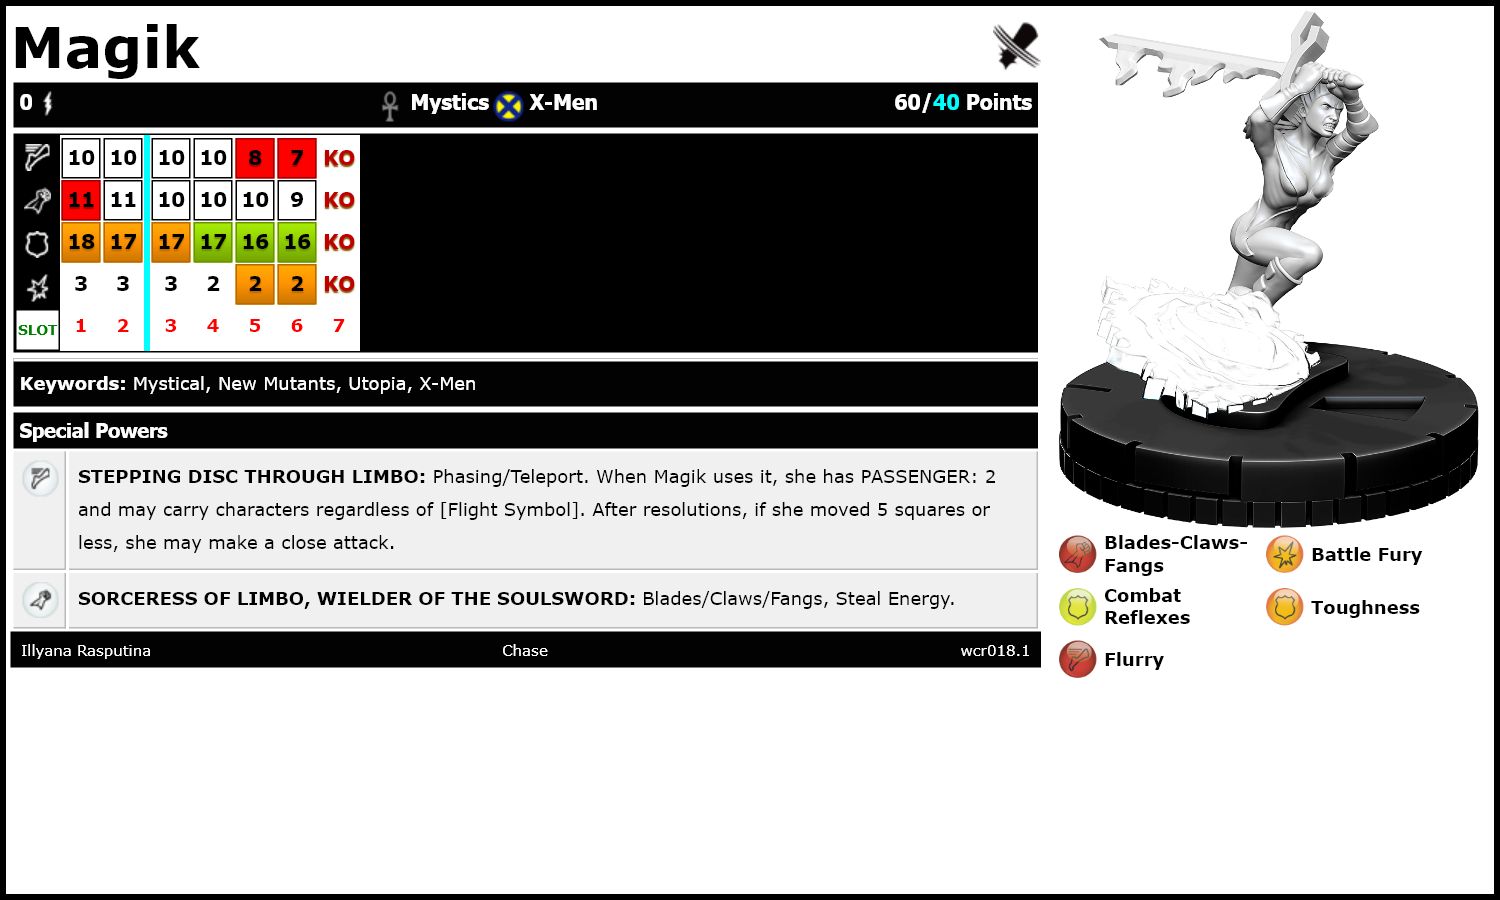 Magik
0 Mystics X-Men 60/40 Points
10 10 10 10 8 7 KO
11 11 10 10 10 9 KO
18 17 17 17 16 16 KO
3 3 3 2 2 2 KO
SLOT 1 2 3 4 5 6 7
Keywords: Mystical, New Mutants, Utopia, X-Men
Special Powers
STEPPING DISC THROUGH LIMBO: Phasing/Teleport. When Magik uses it, she has PASSENGER: 2
and may carry characters regardless of [Flight Symbol]. After resolutions, if she moved 5 squares or
less, she may make a close attack.
SORCERESS OF LIMBO, WIELDER OF THE SOULSWORD: Blades/Claws/Fangs, Steal Energy.
Illyana Rasputina Chase wcr018.1
Blades-Claws-
Fangs
Battle Fury
Combat
Reflexes
Toughness
Flurry